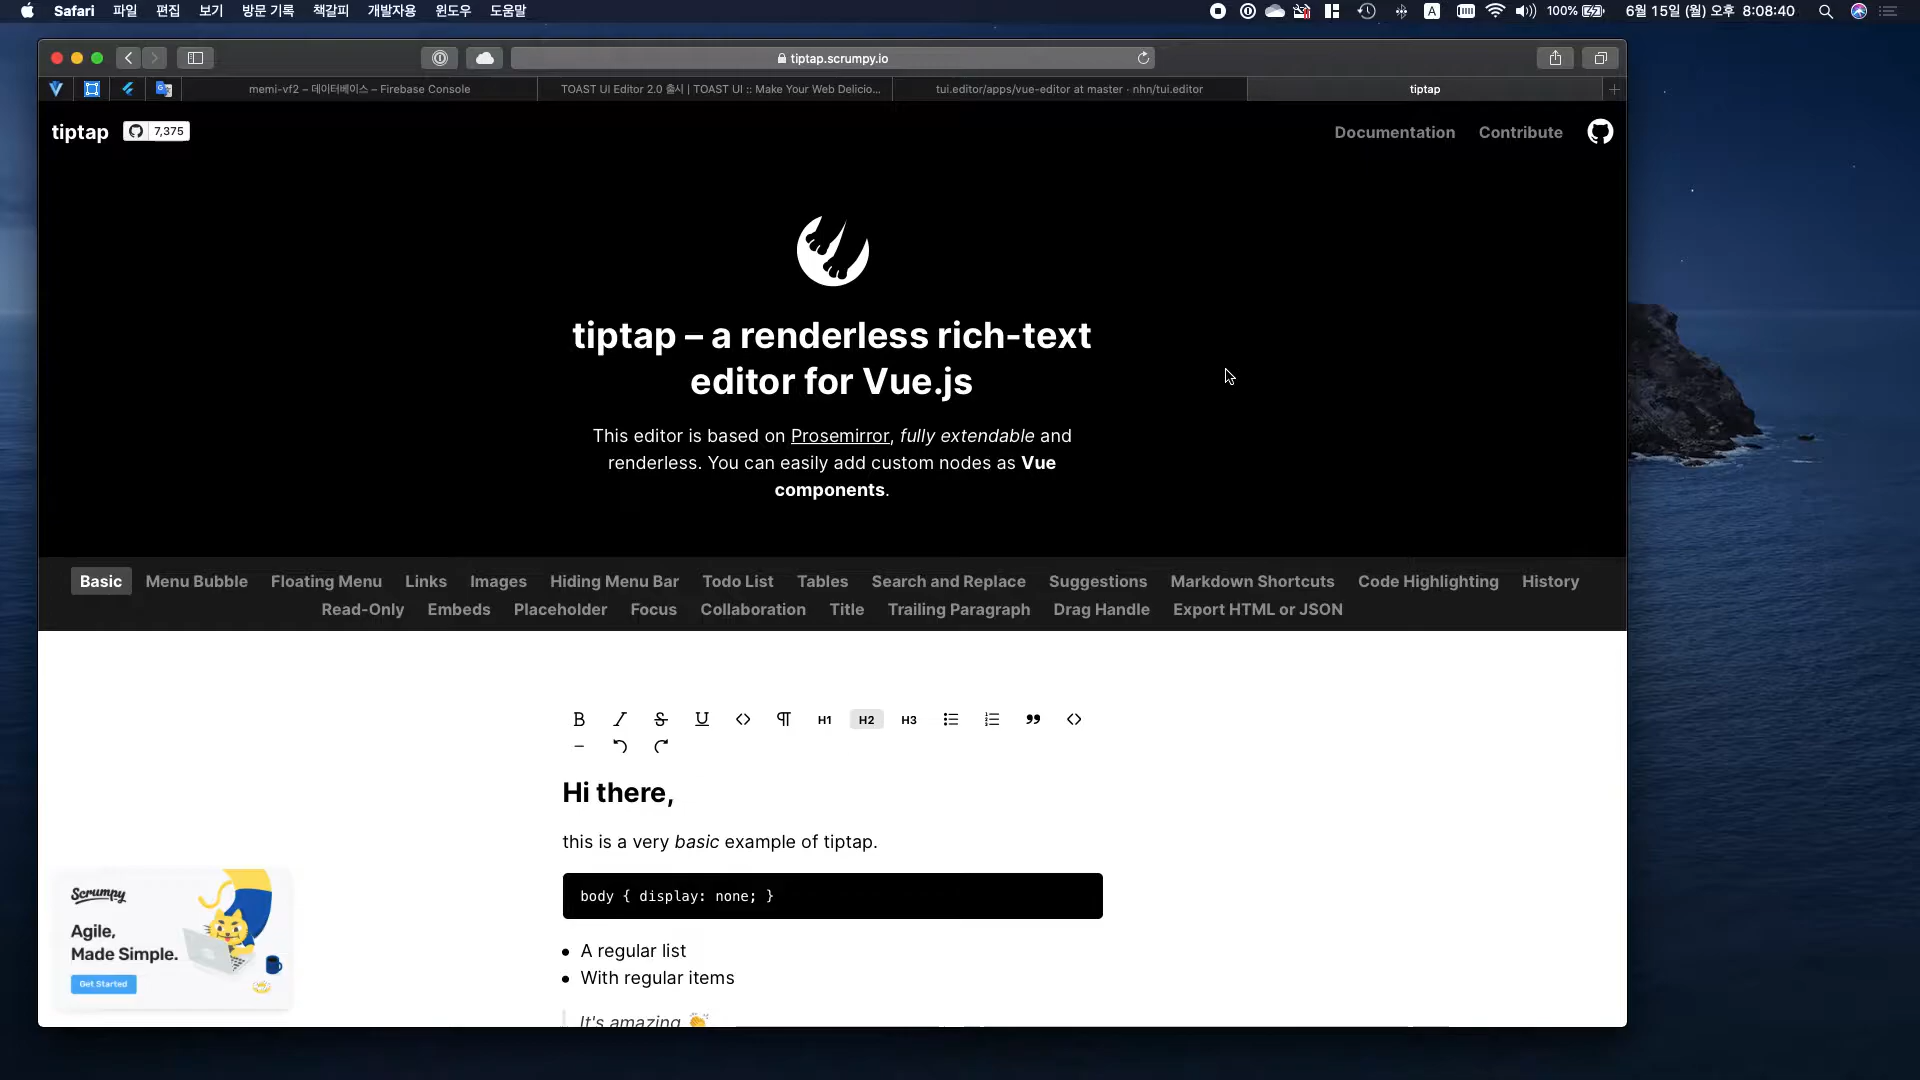 Safari 파일 편집 보기 방문 기록 책갈피 개발자용 윈도우 도움말 A 100% 6월 15일 (월) 오후 8:08:40
tiptap.scrumpy.io
memi-vf2 – 데이터베이스 – Firebase Console TOAST UI Editor 2.0 출시 | TOAST UI :: Make Your Web Delicio... tui.editor/apps/vue-editor at master · nhn/tui.editor tiptap
tiptap 7,375 Documentation Contribute
tiptap – a renderless rich-text
editor for Vue.js
This editor is based on Prosemirror, fully extendable and
renderless. You can easily add custom nodes as Vue
components.
Basic Menu Bubble Floating Menu Links Images Hiding Menu Bar Todo List Tables Search and Replace Suggestions Markdown Shortcuts Code Highlighting History
Read-Only Embeds Placeholder Focus Collaboration Title Trailing Paragraph Drag Handle Export HTML or JSON
H1 H2 H3
Hi there,
this is a very basic example of tiptap.
body { display: none; }
• A regular list
• With regular items
It's amazing 👏
Scrumpy
Agile,
Made Simple.
Get Started